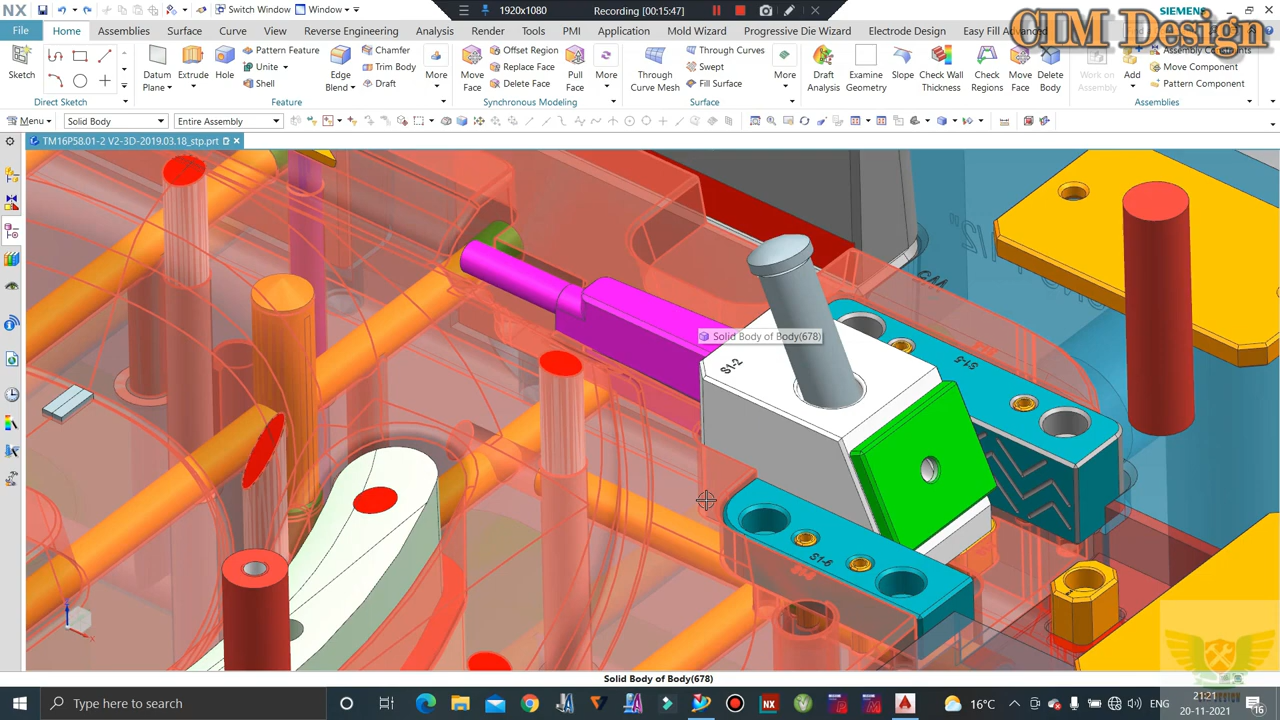 NX
Switch Window
Window
1920x1080
Recording [00:15:47]
SIEMENS
CIM Design
File
Home
Assemblies
Surface
Curve
View
Reverse Engineering
Analysis
Render
Tools
PMI
Application
Mold Wizard
Progressive Die Wizard
Electrode Design
Easy Fill Advanced
Sketch
Direct Sketch
Datum Plane
Extrude
Hole
Pattern Feature
Unite
Shell
Edge Blend
Chamfer
Trim Body
Draft
More
Feature
Move Face
Offset Region
Replace Face
Delete Face
Pull Face
More
Synchronous Modeling
Through Curve Mesh
Through Curves
Swept
Fill Surface
More
Surface
Draft Analysis
Examine Geometry
Slope
Check Wall Thickness
Check Regions
Move Face
Delete Body
Work on Assembly
Add
Assembly Constraints
Move Component
Pattern Component
Assemblies
Menu
Solid Body
Entire Assembly
TM16P58.01-2 V2-3D-2019.03.18_stp.prt
Solid Body of Body(678)
S1-2
S1-5
S1-6
Solid Body of Body(678)
Type here to search
16°C
ENG
21:21
20-11-2021
16